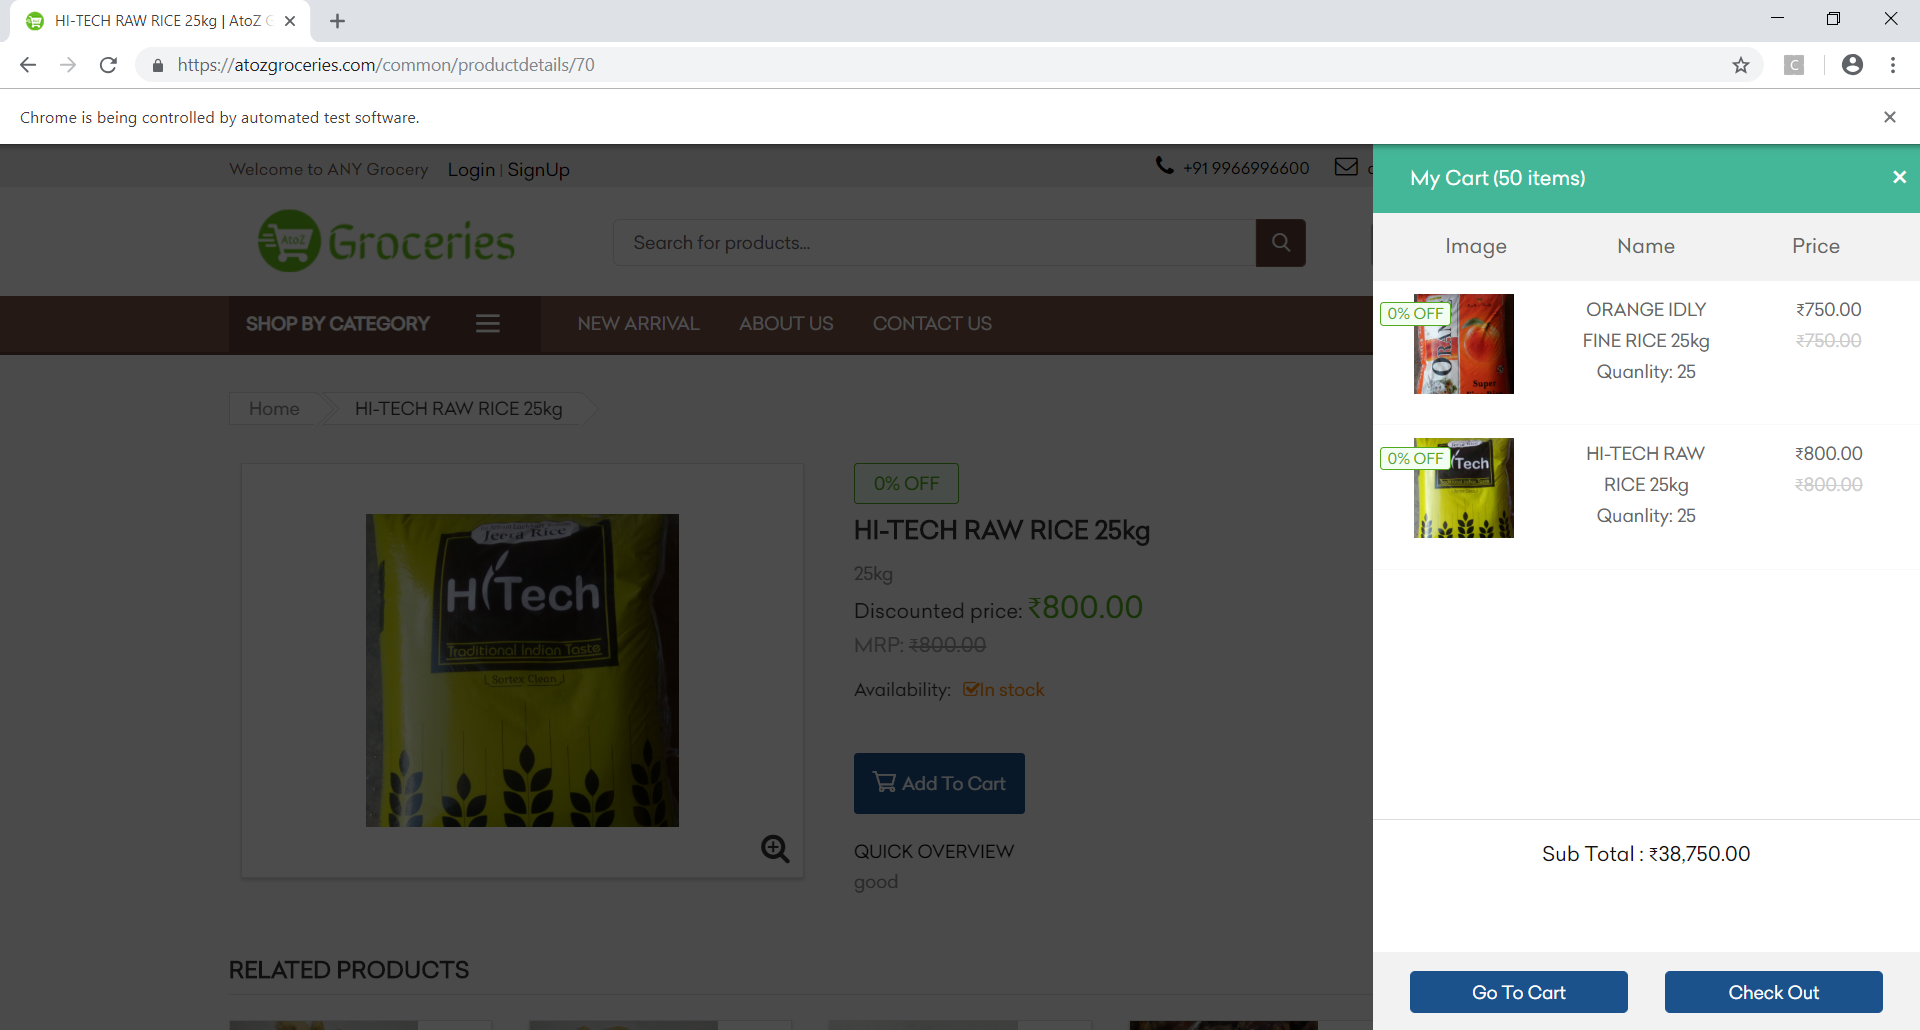 HI-TECH RAW RICE 25kg | AtoZ G
https://atozgroceries.com/common/productdetails/70
C
Chrome is being controlled by automated test software.
Welcome to ANY Grocery Login | SignUp
+91 9966996600
AtoZ Groceries
Search for products...
SHOP BY CATEGORY
NEW ARRIVAL ABOUT US CONTACT US
Home HI-TECH RAW RICE 25kg
Jeeva Rice
HiTech
Traditional Indian Taste
Sortex Clean
0% OFF
HI-TECH RAW RICE 25kg
25kg
Discounted price: ₹800.00
MRP: ₹800.00
Availability: In stock
Add To Cart
QUICK OVERVIEW
good
RELATED PRODUCTS
My Cart (50 items)
Image Name Price
0% OFF
ORAN
Super
ORANGE IDLY
FINE RICE 25kg
Quanlity: 25
₹750.00
₹750.00
0% OFF
Tech
HI-TECH RAW
RICE 25kg
Quanlity: 25
₹800.00
₹800.00
Sub Total : ₹38,750.00
Go To Cart Check Out